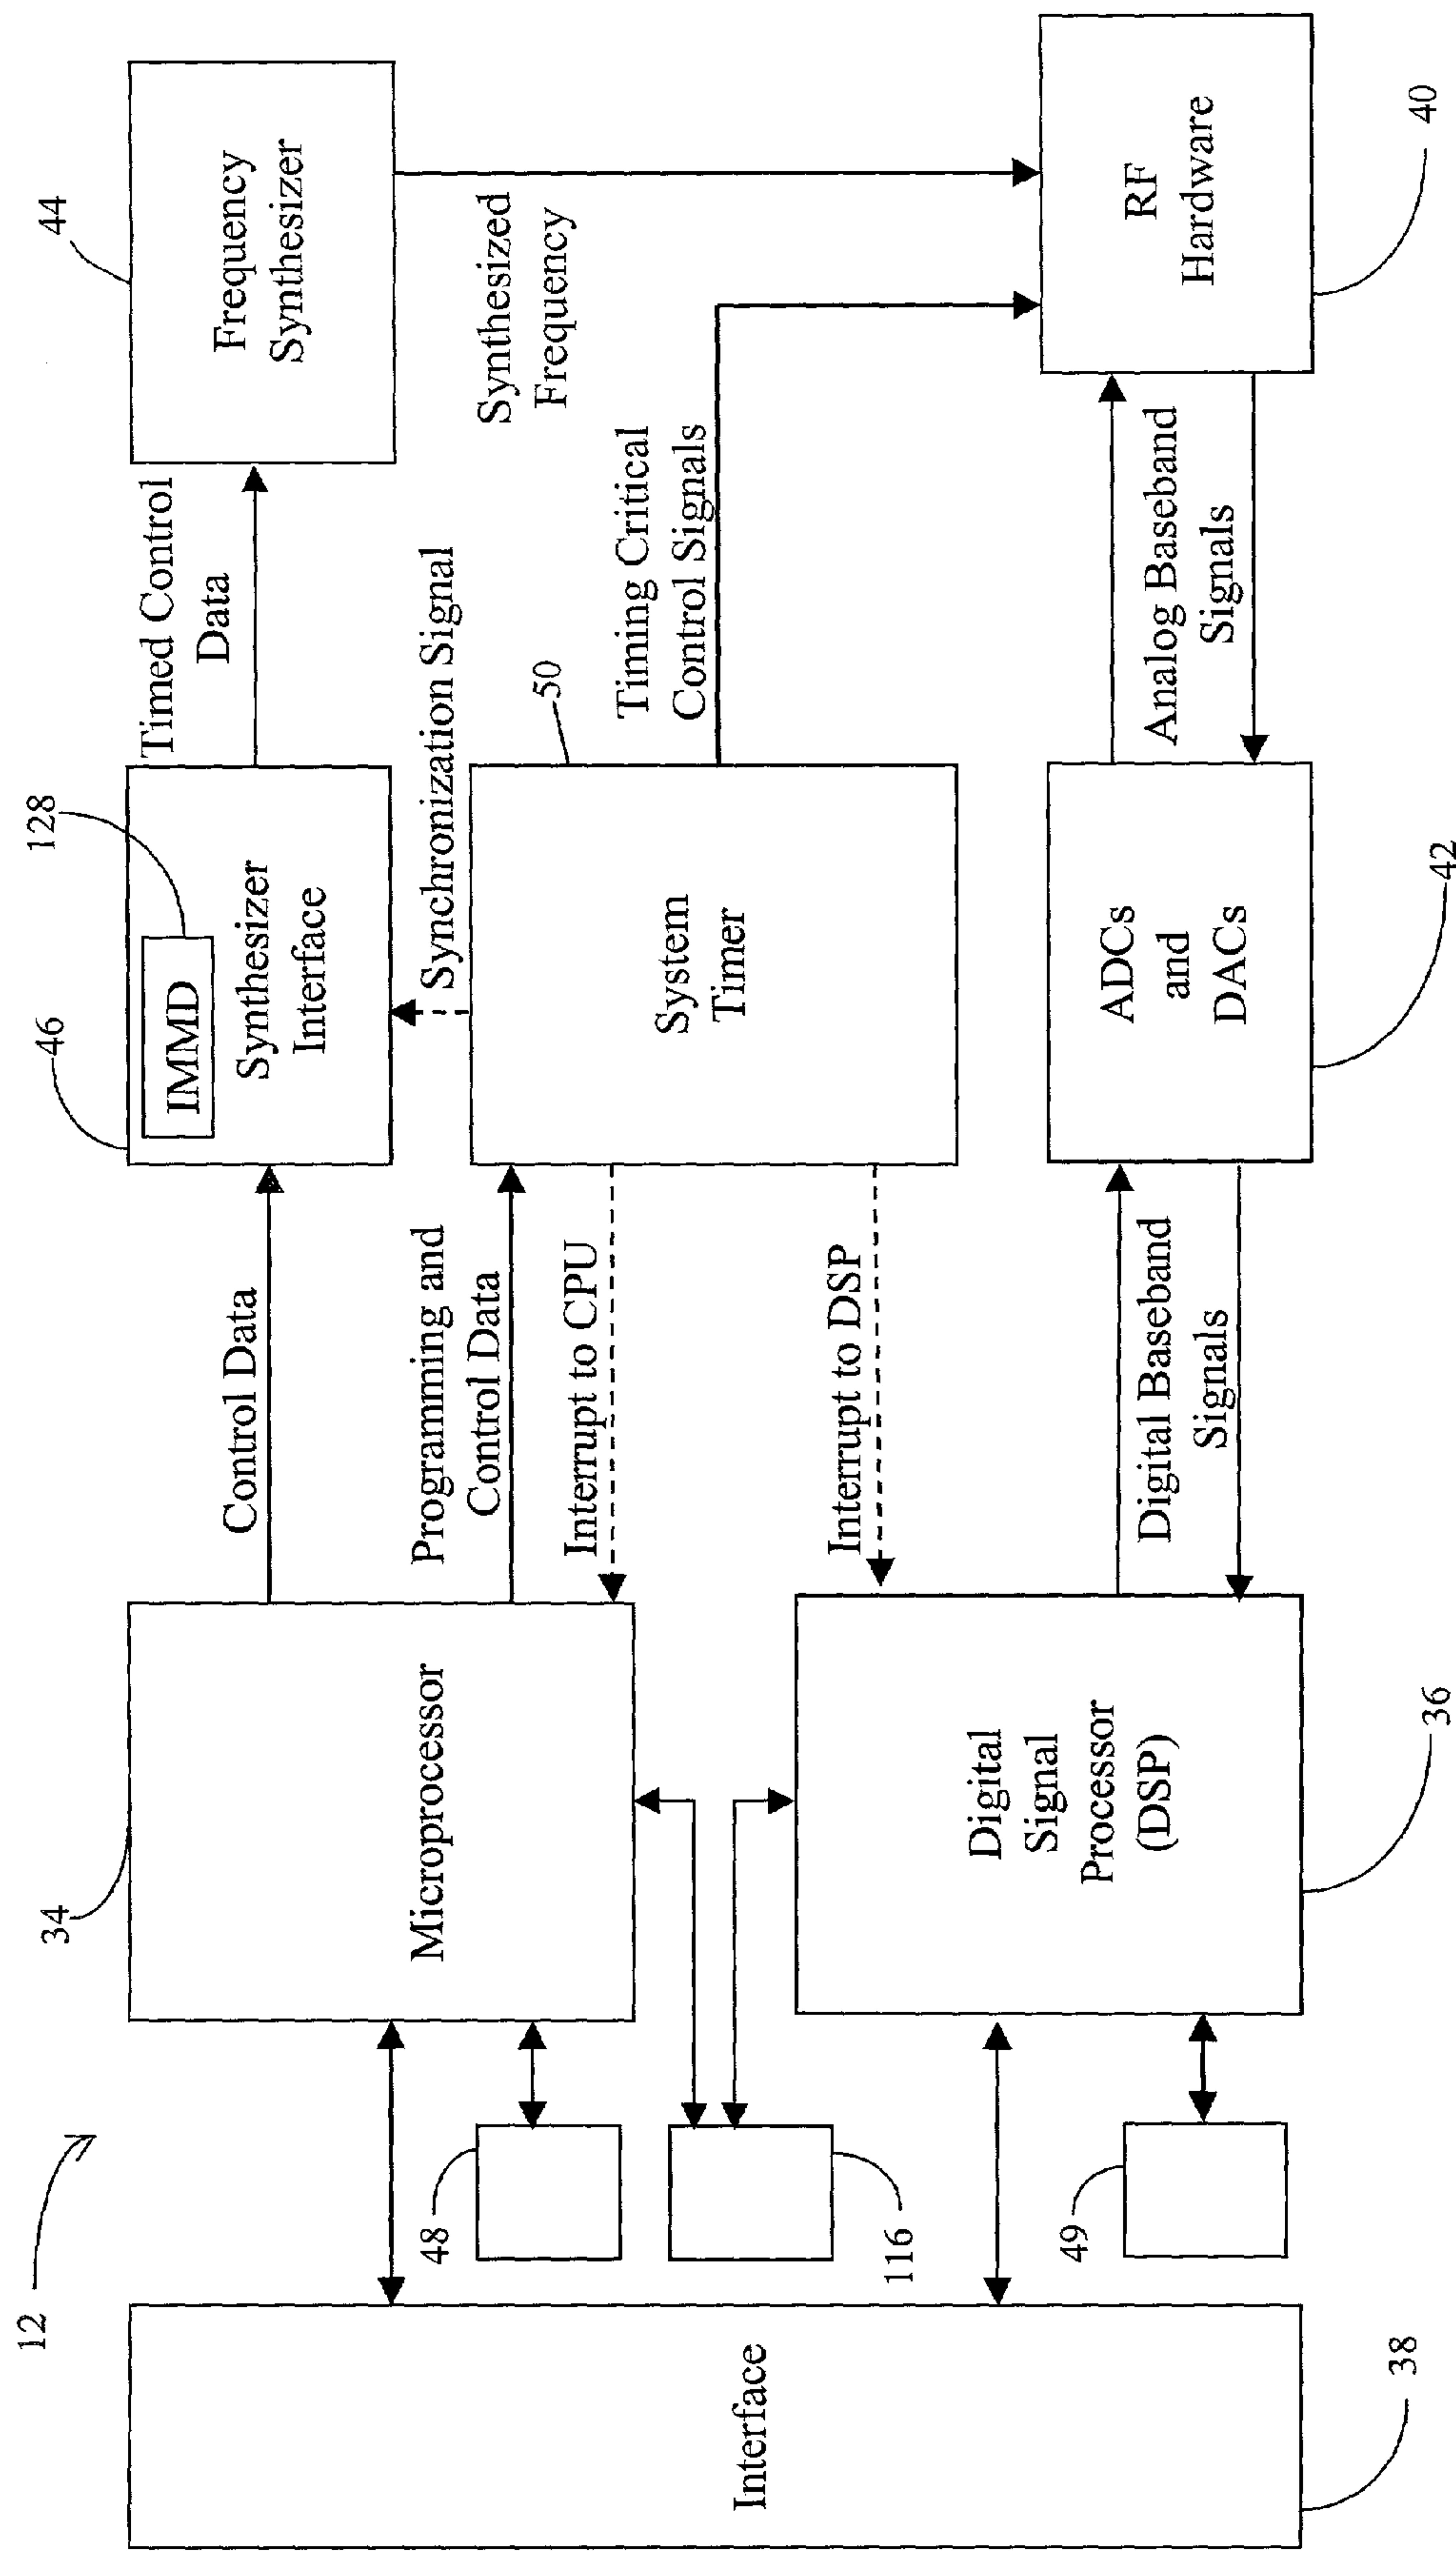 12
34
46
128
44
IMMD
Microprocessor
Control Data
Synthesizer
Interface
Timed Control
Data
Frequency
Synthesizer
Programming and
Control Data
Synchronization Signal
Synthesized
Frequency
48
Interrupt to CPU
50
System
Timer
Timing Critical
Control Signals
Interface
116
Interrupt to DSP
Digital
Signal
Processor
(DSP)
49
Digital Baseband
Signals
ADCs
and
DACs
Analog Baseband
Signals
RF
Hardware
38
36
42
40